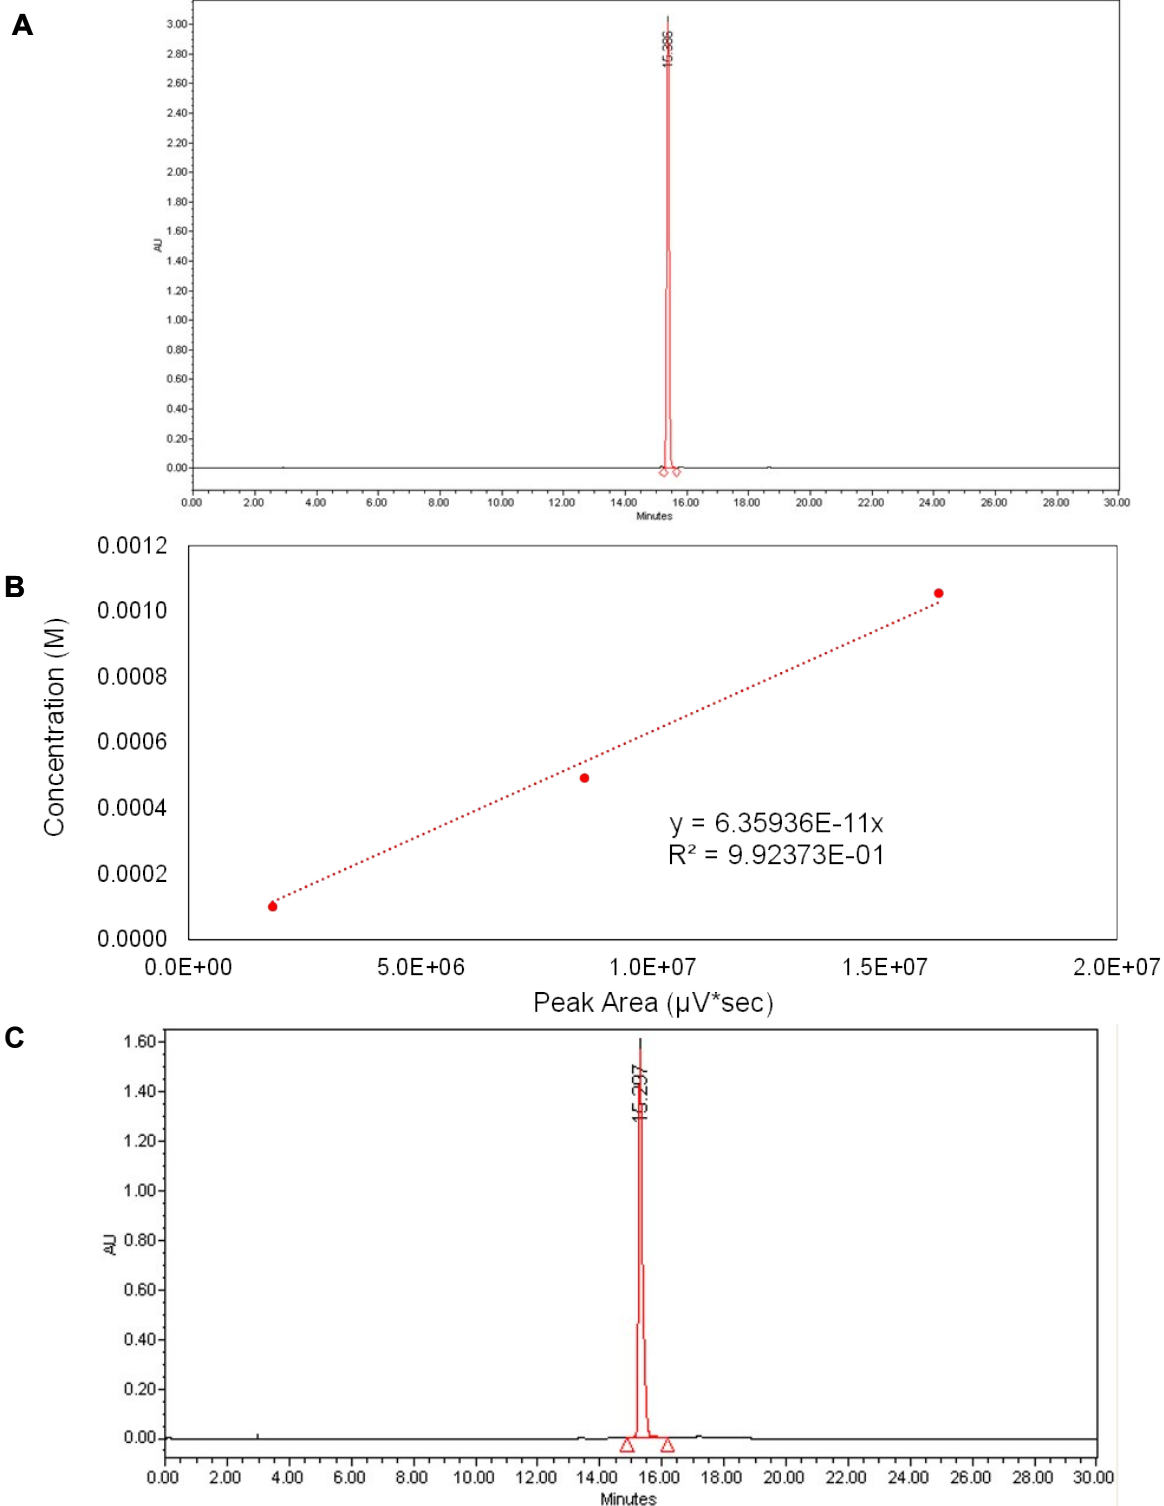 A
3.00
2.80
2.60
2.40
2.20
2.00
1.80
1.60
1.40
1.20
1.00
0.80
0.60
0.40
0.20
0.00
AU
15.386
0.00 2.00 4.00 6.00 8.00 10.00 12.00 14.00 16.00 18.00 20.00 22.00 24.00 26.00 28.00 30.00
Minutes
B
0.0012
0.0010
0.0008
0.0006
0.0004
0.0002
0.0000
Concentration (M)
y = 6.35936E-11x
R² = 9.92373E-01
0.0E+00 5.0E+06 1.0E+07 1.5E+07 2.0E+07
Peak Area (µV*sec)
C
1.60
1.40
1.20
1.00
0.80
0.60
0.40
0.20
0.00
AU
15.297
0.00 2.00 4.00 6.00 8.00 10.00 12.00 14.00 16.00 18.00 20.00 22.00 24.00 26.00 28.00 30.00
Minutes